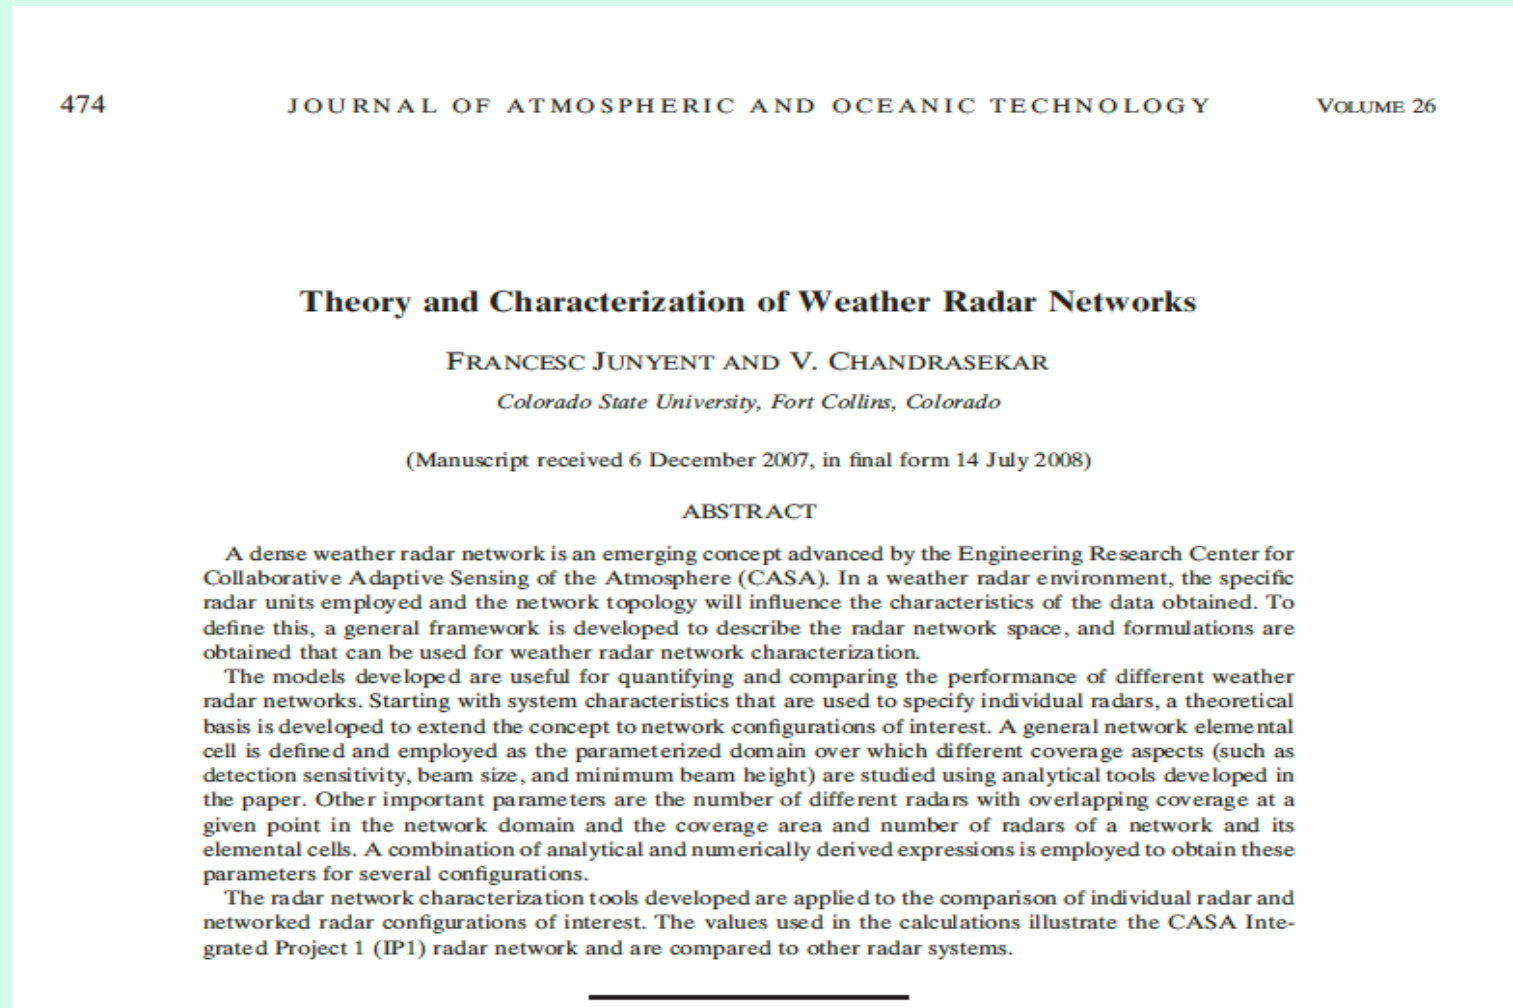 474 JOURNAL OF ATMOSPHERIC AND OCEANIC TECHNOLOGY VOLUME 26
Theory and Characterization of Weather Radar Networks
FRANCESC JUNYENT AND V. CHANDRASEKAR
Colorado State University, Fort Collins, Colorado
(Manuscript received 6 December 2007, in final form 14 July 2008)
ABSTRACT
A dense weather radar network is an emerging concept advanced by the Engineering Research Center for
Collaborative Adaptive Sensing of the Atmosphere (CASA). In a weather radar environment, the specific
radar units employed and the network topology will influence the characteristics of the data obtained. To
define this, a general framework is developed to describe the radar network space, and formulations are
obtained that can be used for weather radar network characterization.
The models developed are useful for quantifying and comparing the performance of different weather
radar networks. Starting with system characteristics that are used to specify individual radars, a theoretical
basis is developed to extend the concept to network configurations of interest. A general network elemental
cell is defined and employed as the parameterized domain over which different coverage aspects (such as
detection sensitivity, beam size, and minimum beam height) are studied using analytical tools developed in
the paper. Other important parameters are the number of different radars with overlapping coverage at a
given point in the network domain and the coverage area and number of radars of a network and its
elemental cells. A combination of analytical and numerically derived expressions is employed to obtain these
parameters for several configurations.
The radar network characterization tools developed are applied to the comparison of individual radar and
networked radar configurations of interest. The values used in the calculations illustrate the CASA Inte-
grated Project 1 (IP1) radar network and are compared to other radar systems.